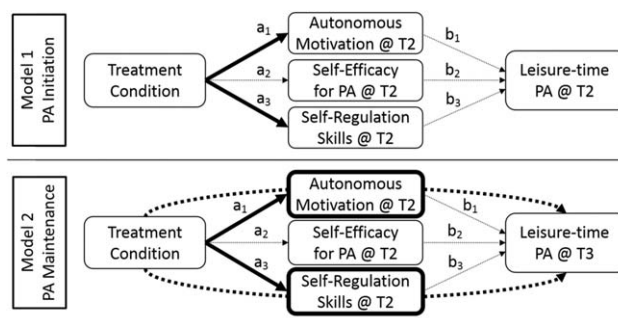 Model 1
PA Initiation
Treatment
Condition
a1
a2
a3
Autonomous
Motivation @ T2
Self-Efficacy
for PA @ T2
Self-Regulation
Skills @ T2
b1
b2
b3
Leisure-time
PA @ T2
Model 2
PA Maintenance
Treatment
Condition
a1
a2
a3
Autonomous
Motivation @ T2
Self-Efficacy
for PA @ T2
Self-Regulation
Skills @ T2
b1
b2
b3
Leisure-time
PA @ T3